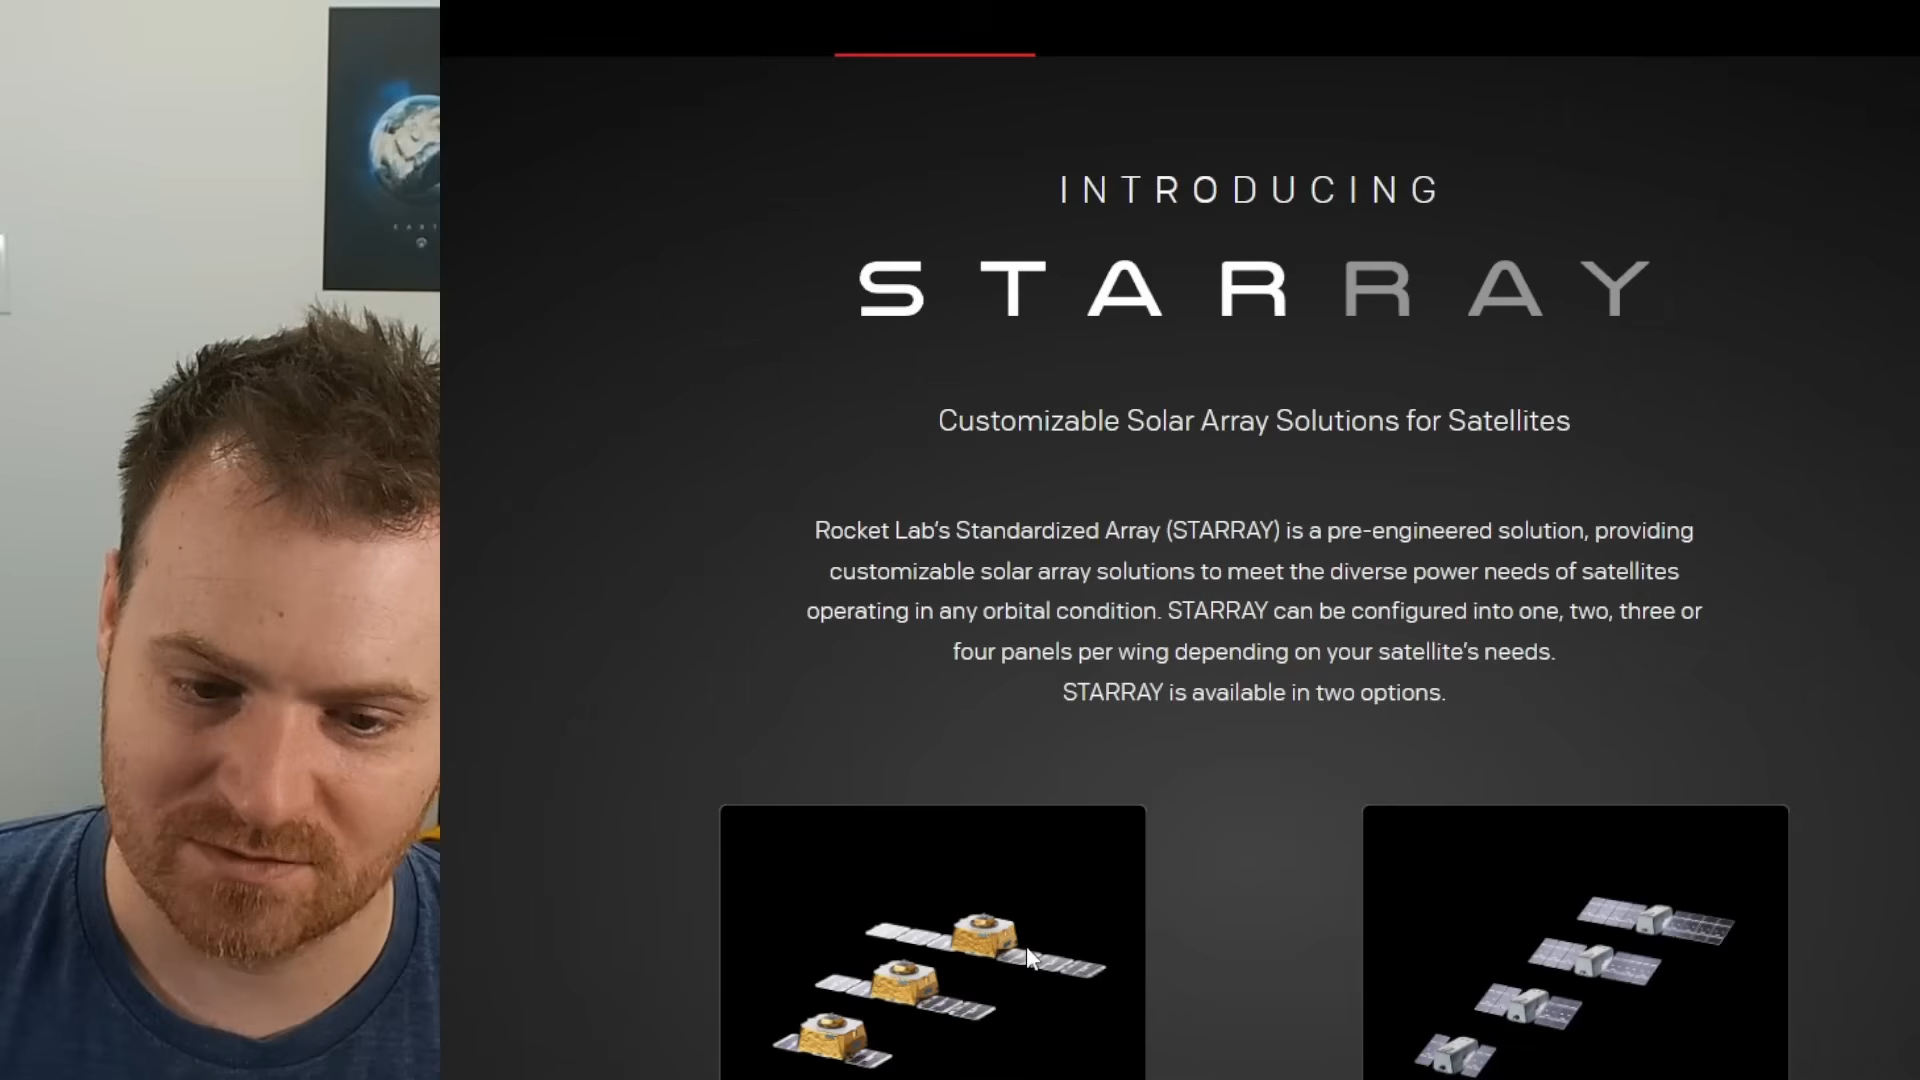 INTRODUCING
STARRAY
Customizable Solar Array Solutions for Satellites
Rocket Lab's Standardized Array (STARRAY) is a pre-engineered solution, providing
customizable solar array solutions to meet the diverse power needs of satellites
operating in any orbital condition. STARRAY can be configured into one, two, three or
four panels per wing depending on your satellite's needs.
STARRAY is available in two options.